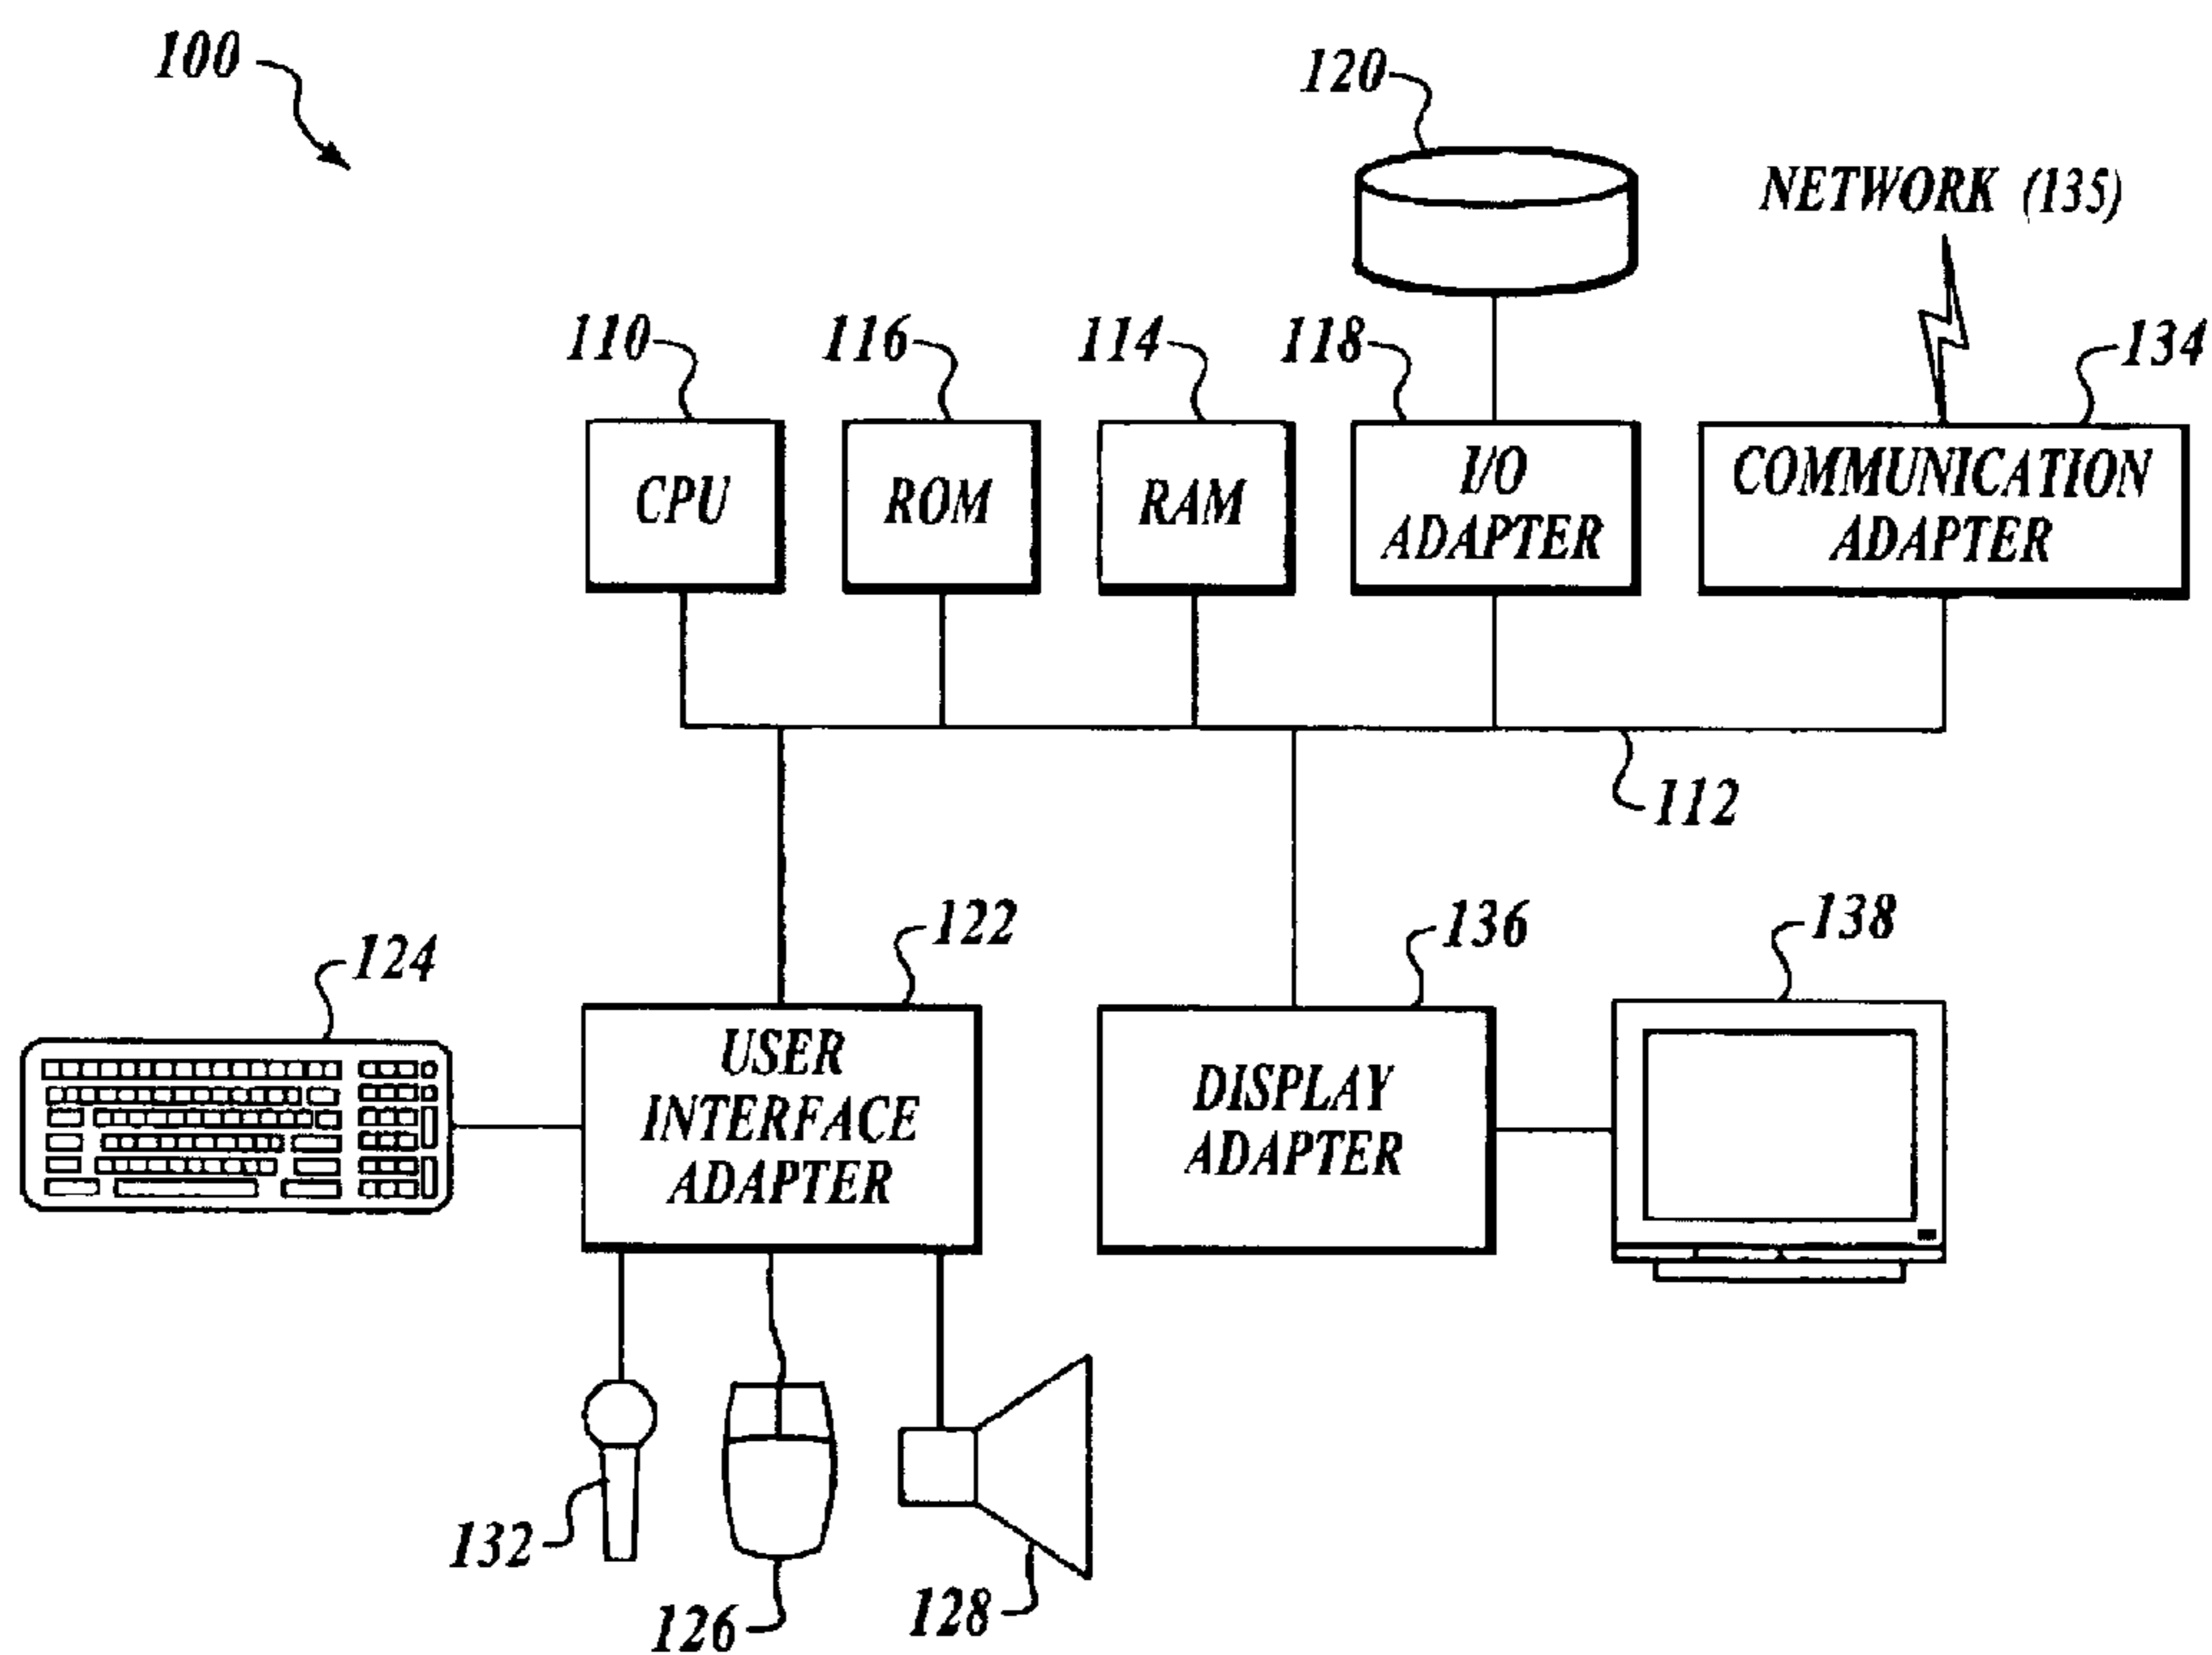 100
120
NETWORK (135)
110
116
114
118
134
CPU
ROM
RAM
I/O
ADAPTER
COMMUNICATION
ADAPTER
112
124
122
136
138
USER
INTERFACE
ADAPTER
DISPLAY
ADAPTER
132
126
128